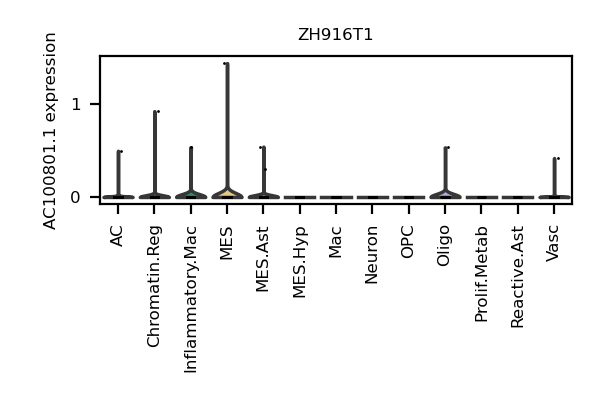 ZH916T1
AC100801.1 expression
1
0
AC
Chromatin.Reg
Inflammatory.Mac
MES
MES.Ast
MES.Hyp
Mac
Neuron
OPC
Oligo
Prolif.Metab
Reactive.Ast
Vasc